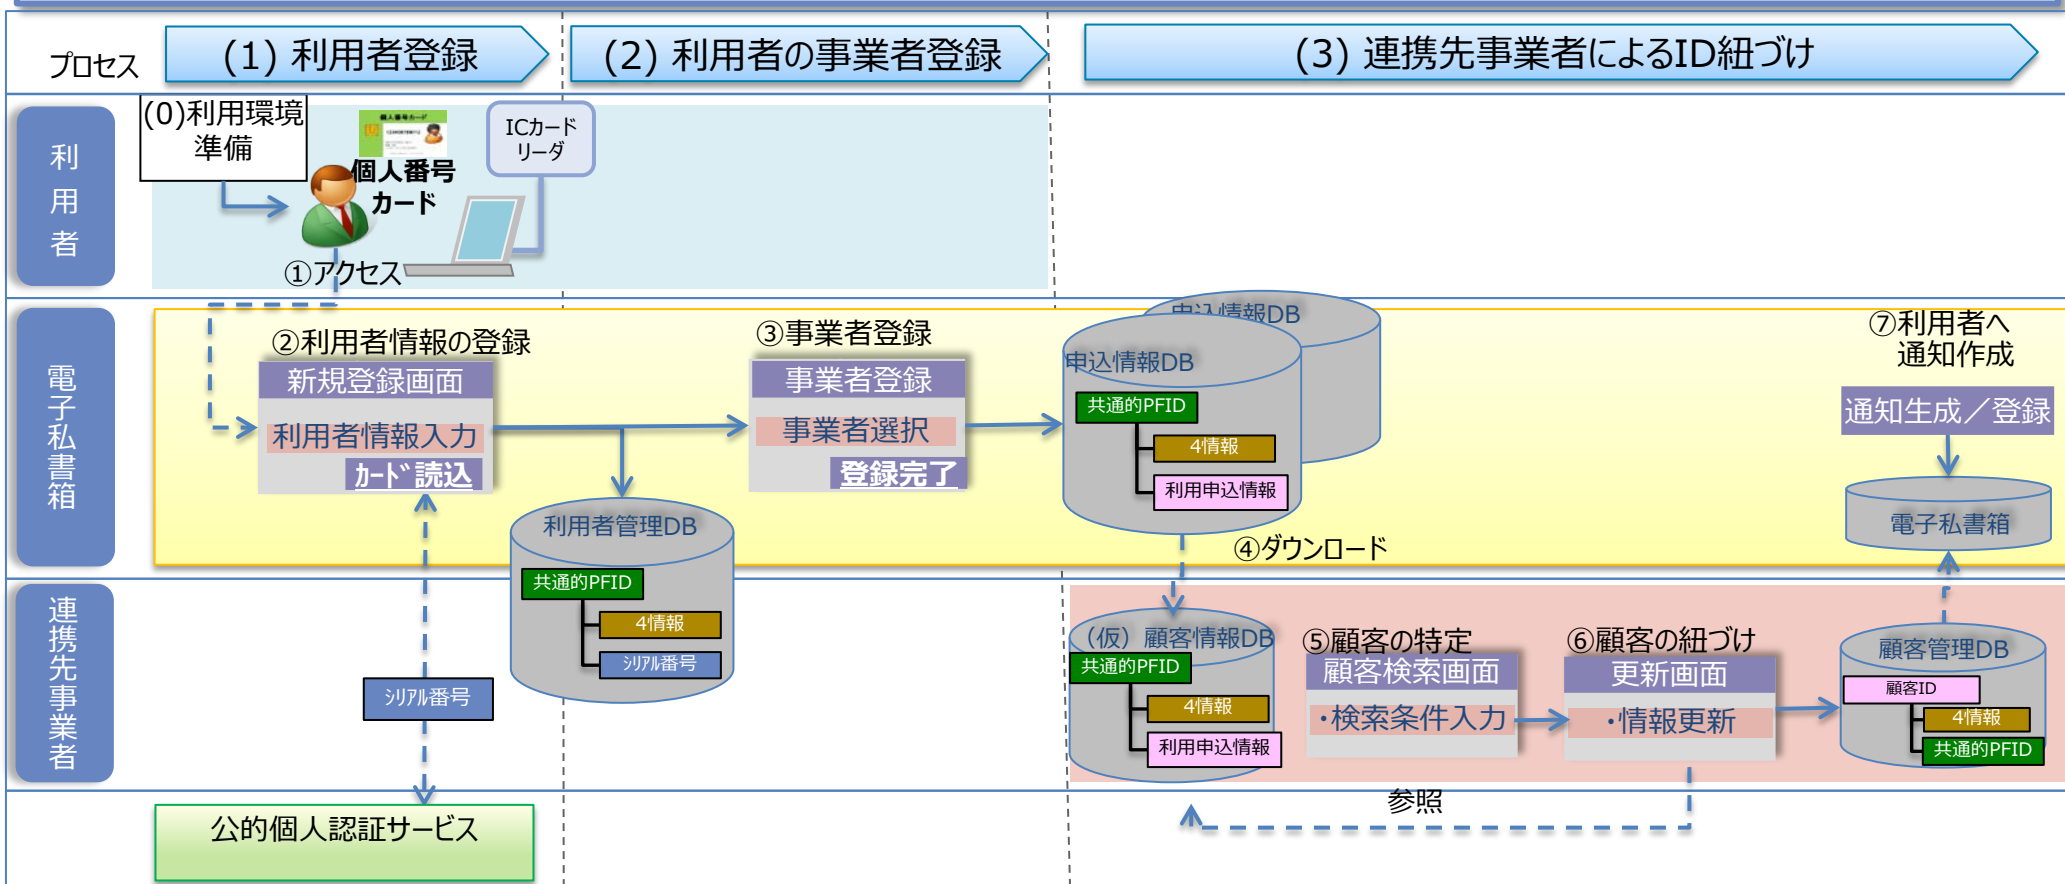 プロセス
(1) 利用者登録
(2) 利用者の事業者登録
(3) 連携先事業者によるID紐づけ
利用者
(0)利用環境
準備
個人番号カード
個人番号
カード
ICカード
リーダ
①アクセス
電子私書箱
②利用者情報の登録
新規登録画面
利用者情報入力
カード読込
③事業者登録
事業者登録
事業者選択
登録完了
申込情報DB
申込情報DB
共通的PFID
4情報
利用申込情報
⑦利用者へ
通知作成
通知生成／登録
電子私書箱
利用者管理DB
共通的PFID
4情報
シリアル番号
④ダウンロード
連携先事業者
シリアル番号
（仮）顧客情報DB
共通的PFID
4情報
利用申込情報
⑤顧客の特定
顧客検索画面
・検索条件入力
⑥顧客の紐づけ
更新画面
・情報更新
顧客管理DB
顧客ID
4情報
共通的PFID
参照
公的個人認証サービス